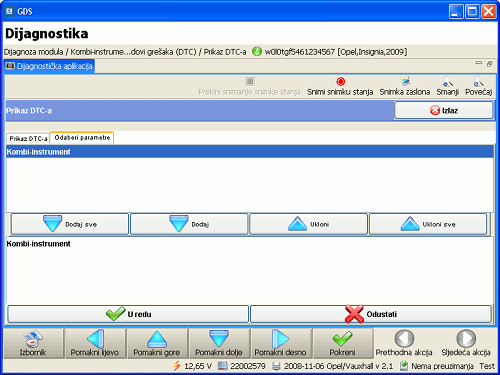 GDS
Dijagnostika
Dijagnoza modula / Kombi-instrume...dovi grešaka (DTC) / Prikaz DTC-a w0l0tgf5461234567 [Opel,Insignia,2009]
Dijagnostička aplikacija
Prekini snimanje snimke stanja Snimi snimku stanja Snimka zaslona Smanji Povećaj
Prikaz DTC-a Izlaz
Prikaz DTC-a Odaberi parametre
Kombi-instrument
Dodaj sve Dodaj Ukloni Ukloni sve
Kombi-instrument
U redu Odustati
Izbornik Pomakni lijevo Pomakni gore Pomakni dolje Pomakni desno Pokreni Prethodna akcija Sljedeća akcija
12,65 V 22002579 2008-11-06 Opel/Vauxhall v 2.1 Nema preuzimanja Test